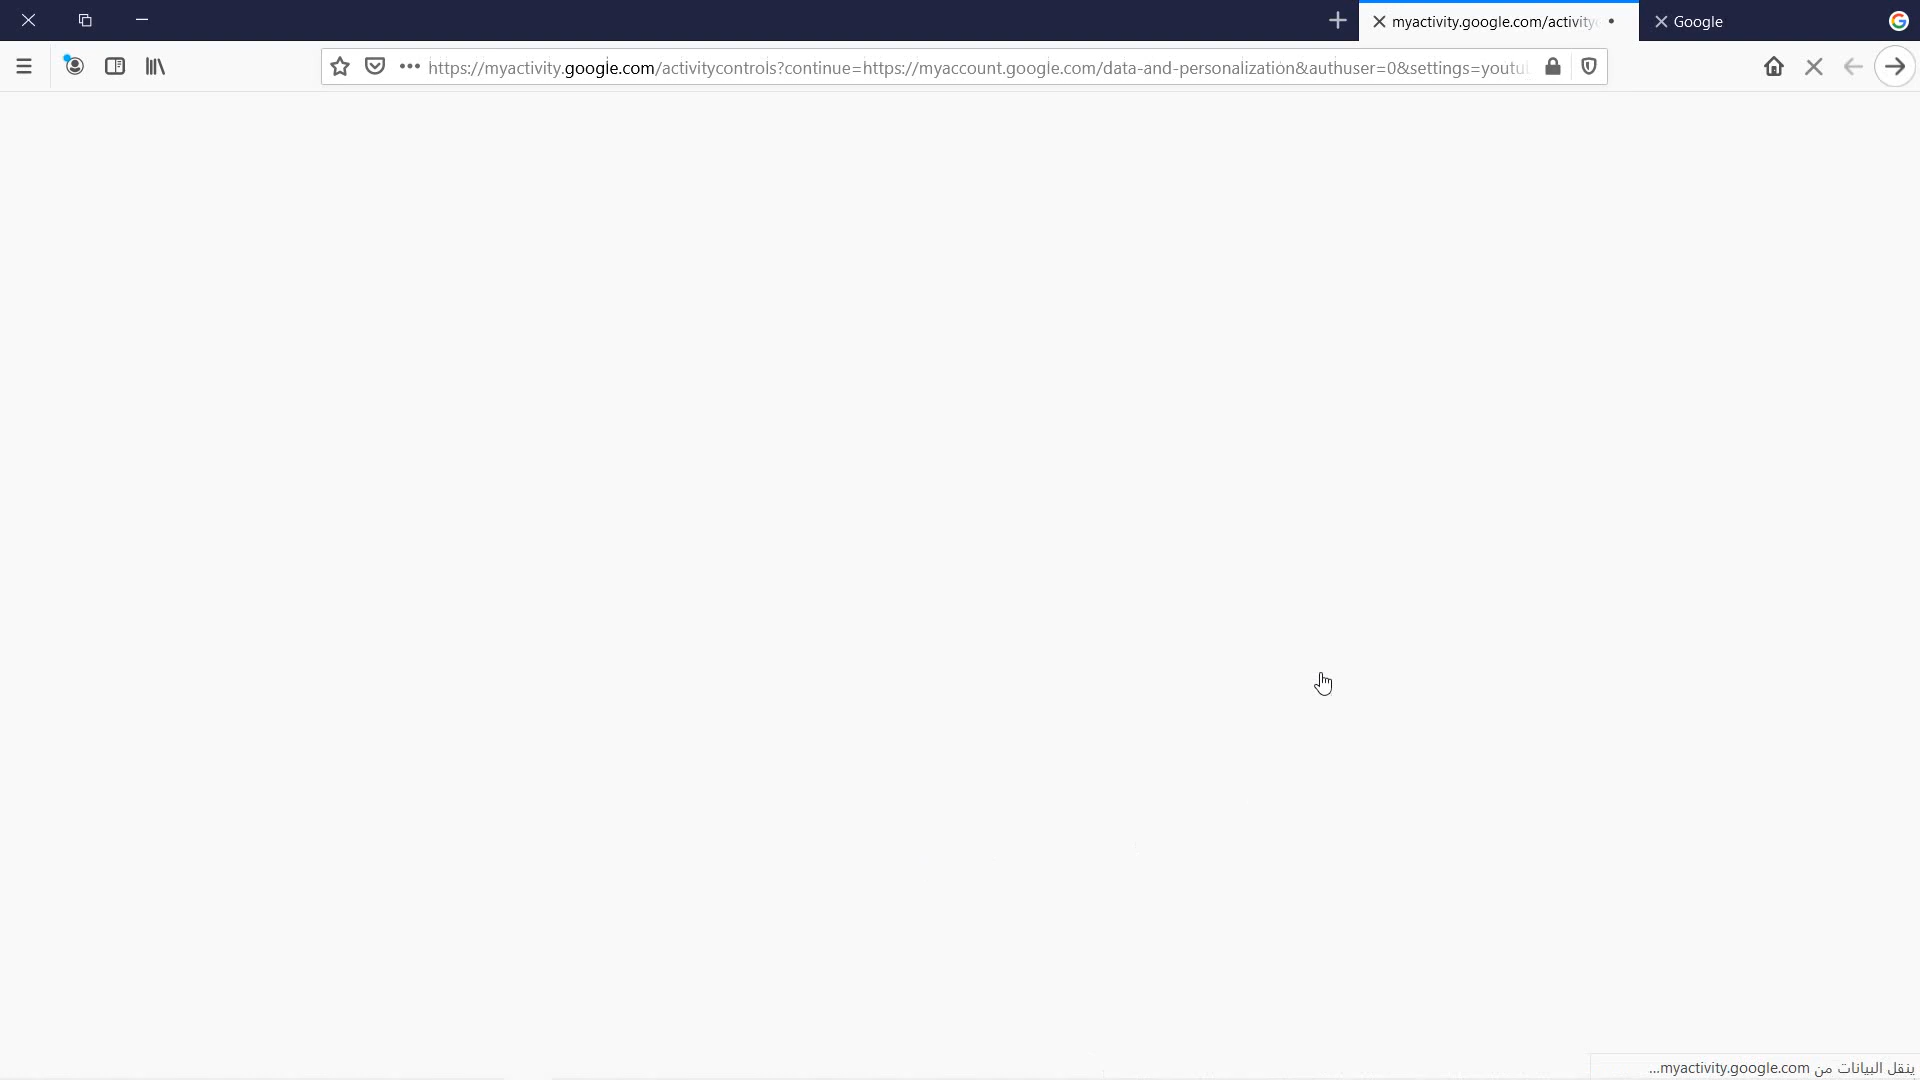 myactivity.google.com/activity
Google
https://myactivity.google.com/activitycontrols?continue=https://myaccount.google.com/data-and-personalization&authuser=0&settings=youtu
ينقل البيانات من myactivity.google.com...